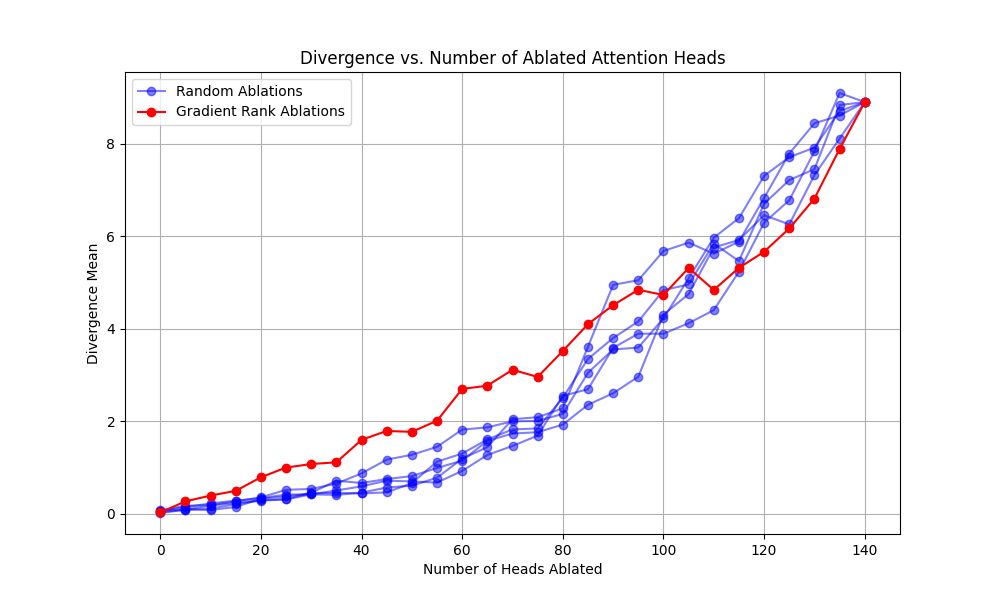 Divergence vs. Number of Ablated Attention Heads
Random Ablations
Gradient Rank Ablations
Divergence Mean
8
6
4
2
0
0 20 40 60 80 100 120 140
Number of Heads Ablated